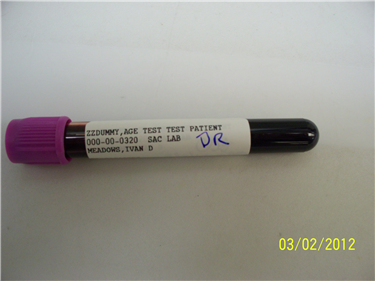 ZZDUMMY,AGE TEST TEST PATIENT
000-00-0320 SAC LAB
MEADOWS,IVAN D
DR
03/02/2012